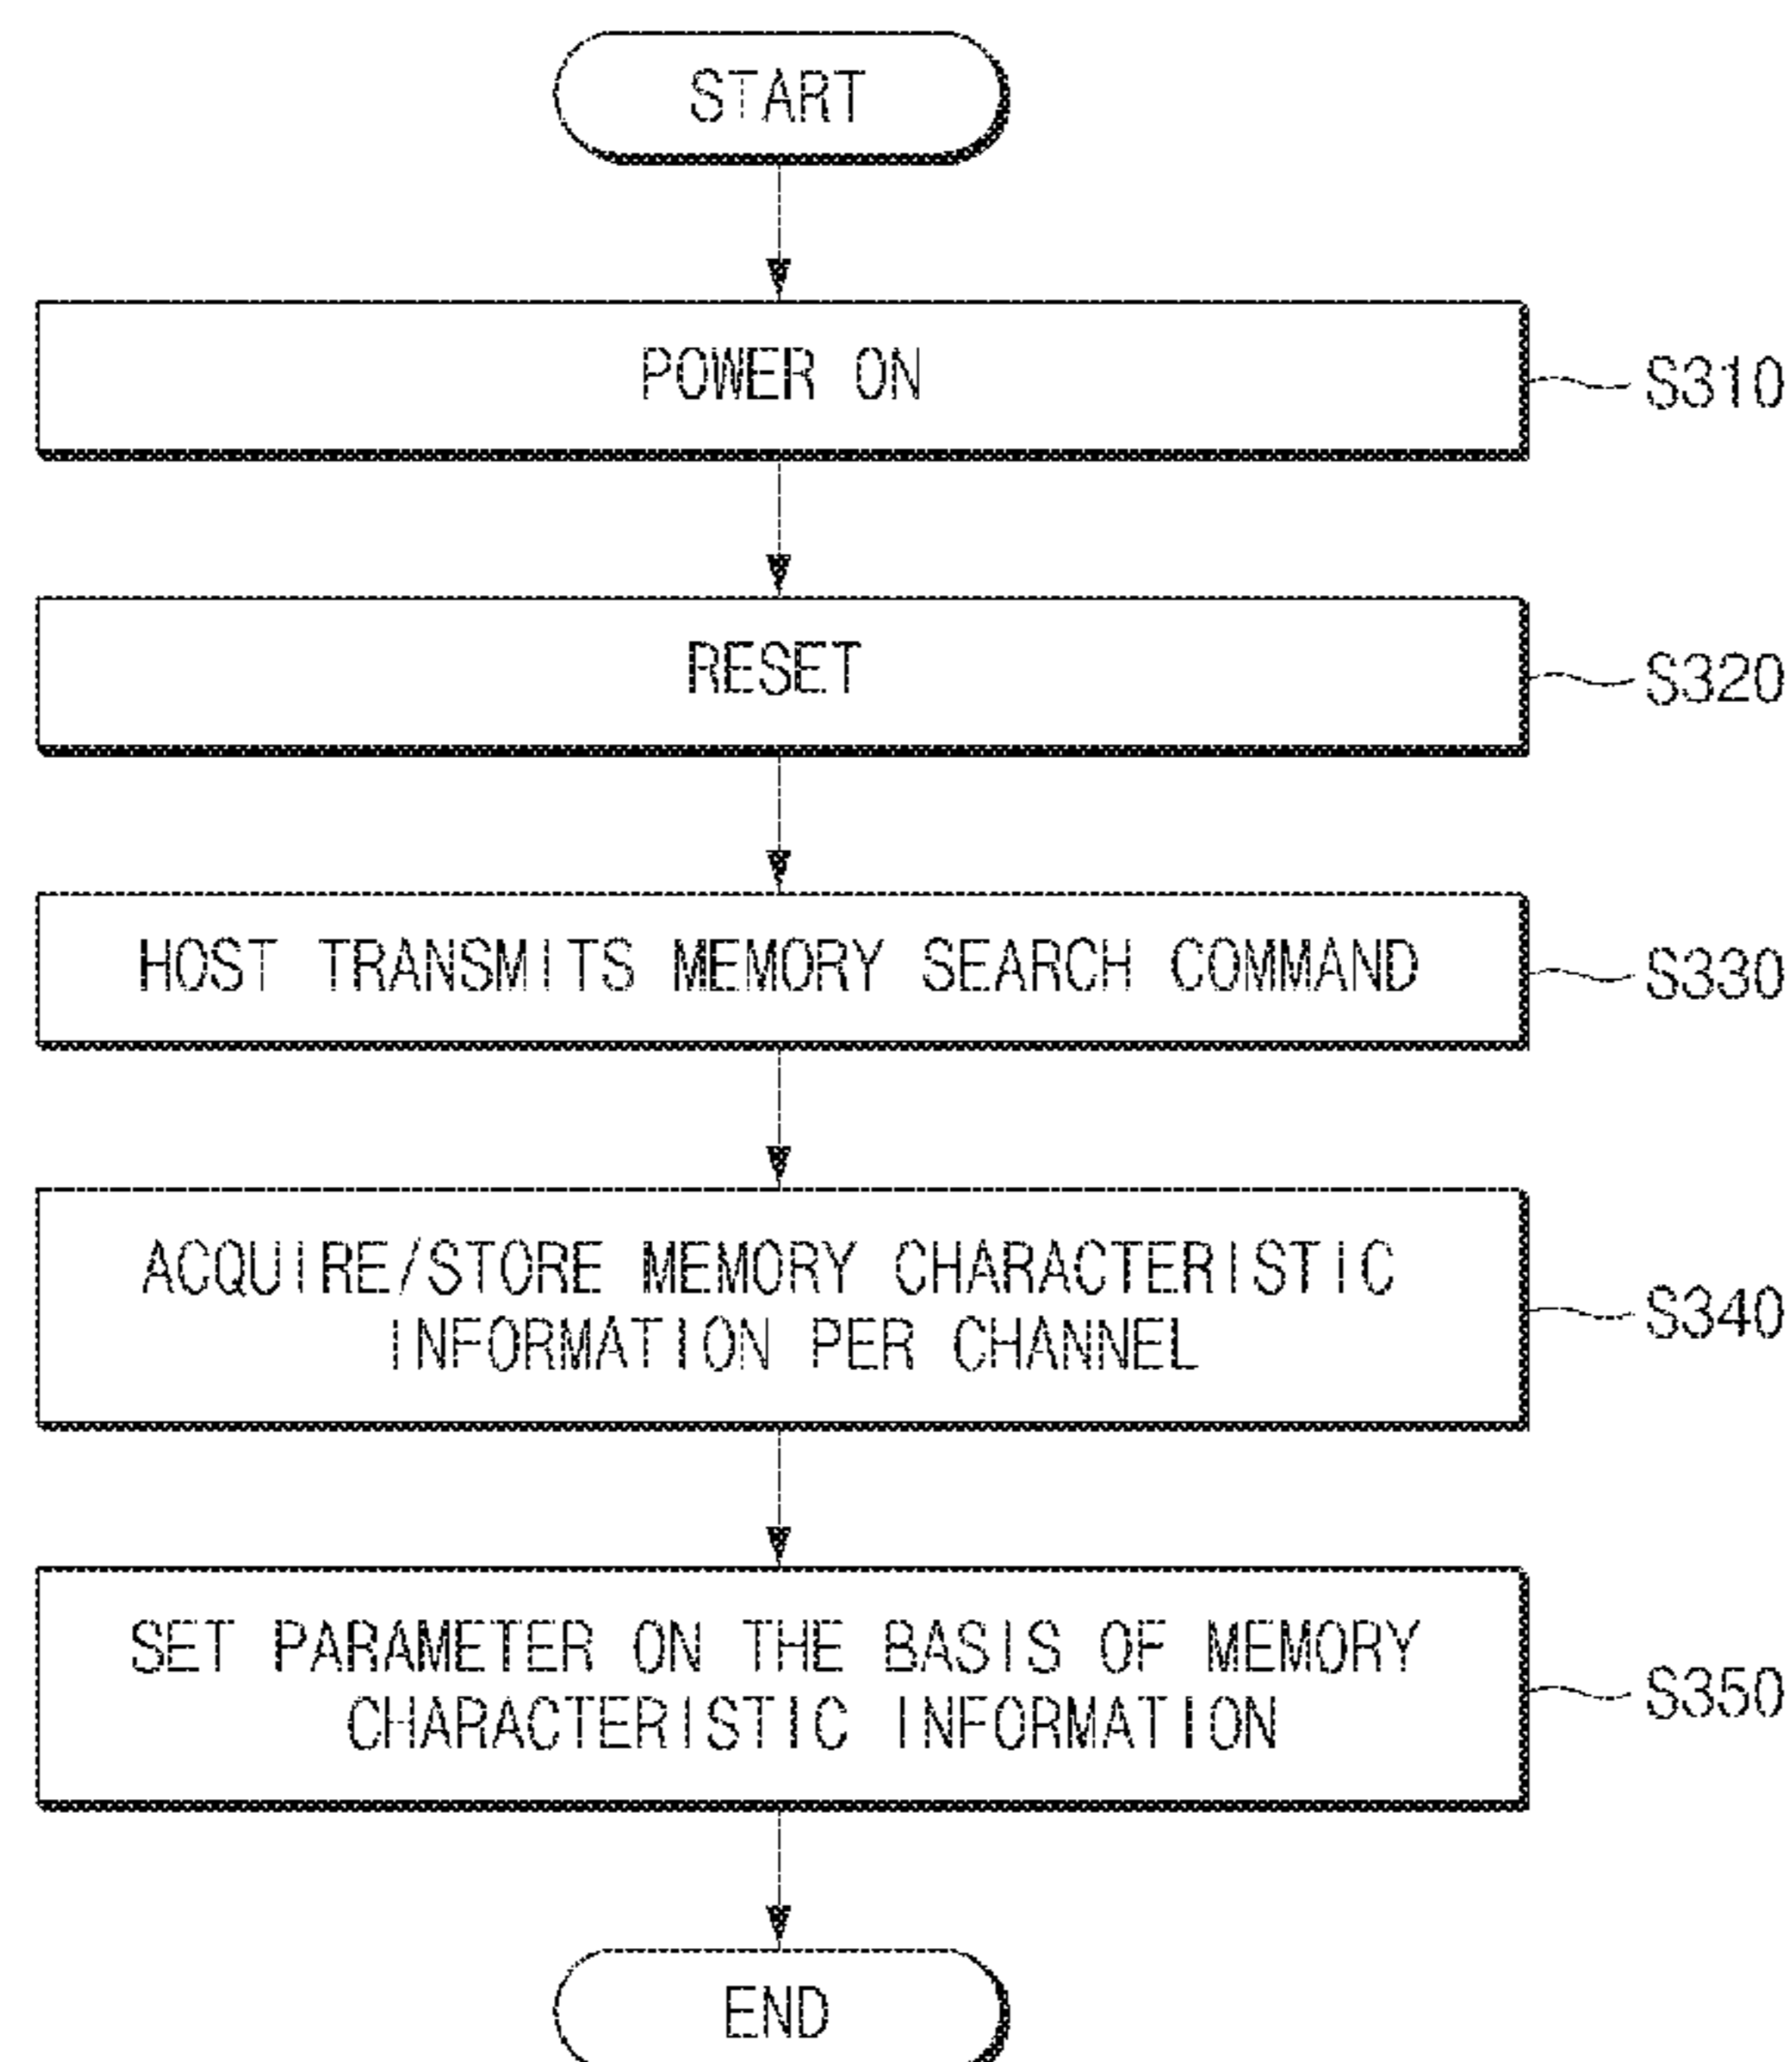 START
POWER ON
S310
RESET
S320
HOST TRANSMITS MEMORY SEARCH COMMAND
S330
ACQUIRE/STORE MEMORY CHARACTERISTIC
INFORMATION PER CHANNEL
S340
SET PARAMETER ON THE BASIS OF MEMORY
CHARACTERISTIC INFORMATION
S350
END